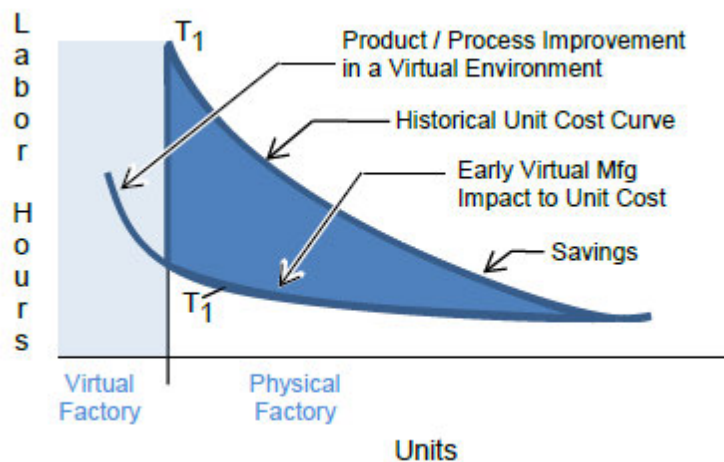 Labor Hours
T1
Product / Process Improvement
in a Virtual Environment
Historical Unit Cost Curve
Early Virtual Mfg
Impact to Unit Cost
Savings
T1
Virtual
Factory
Physical
Factory
Units